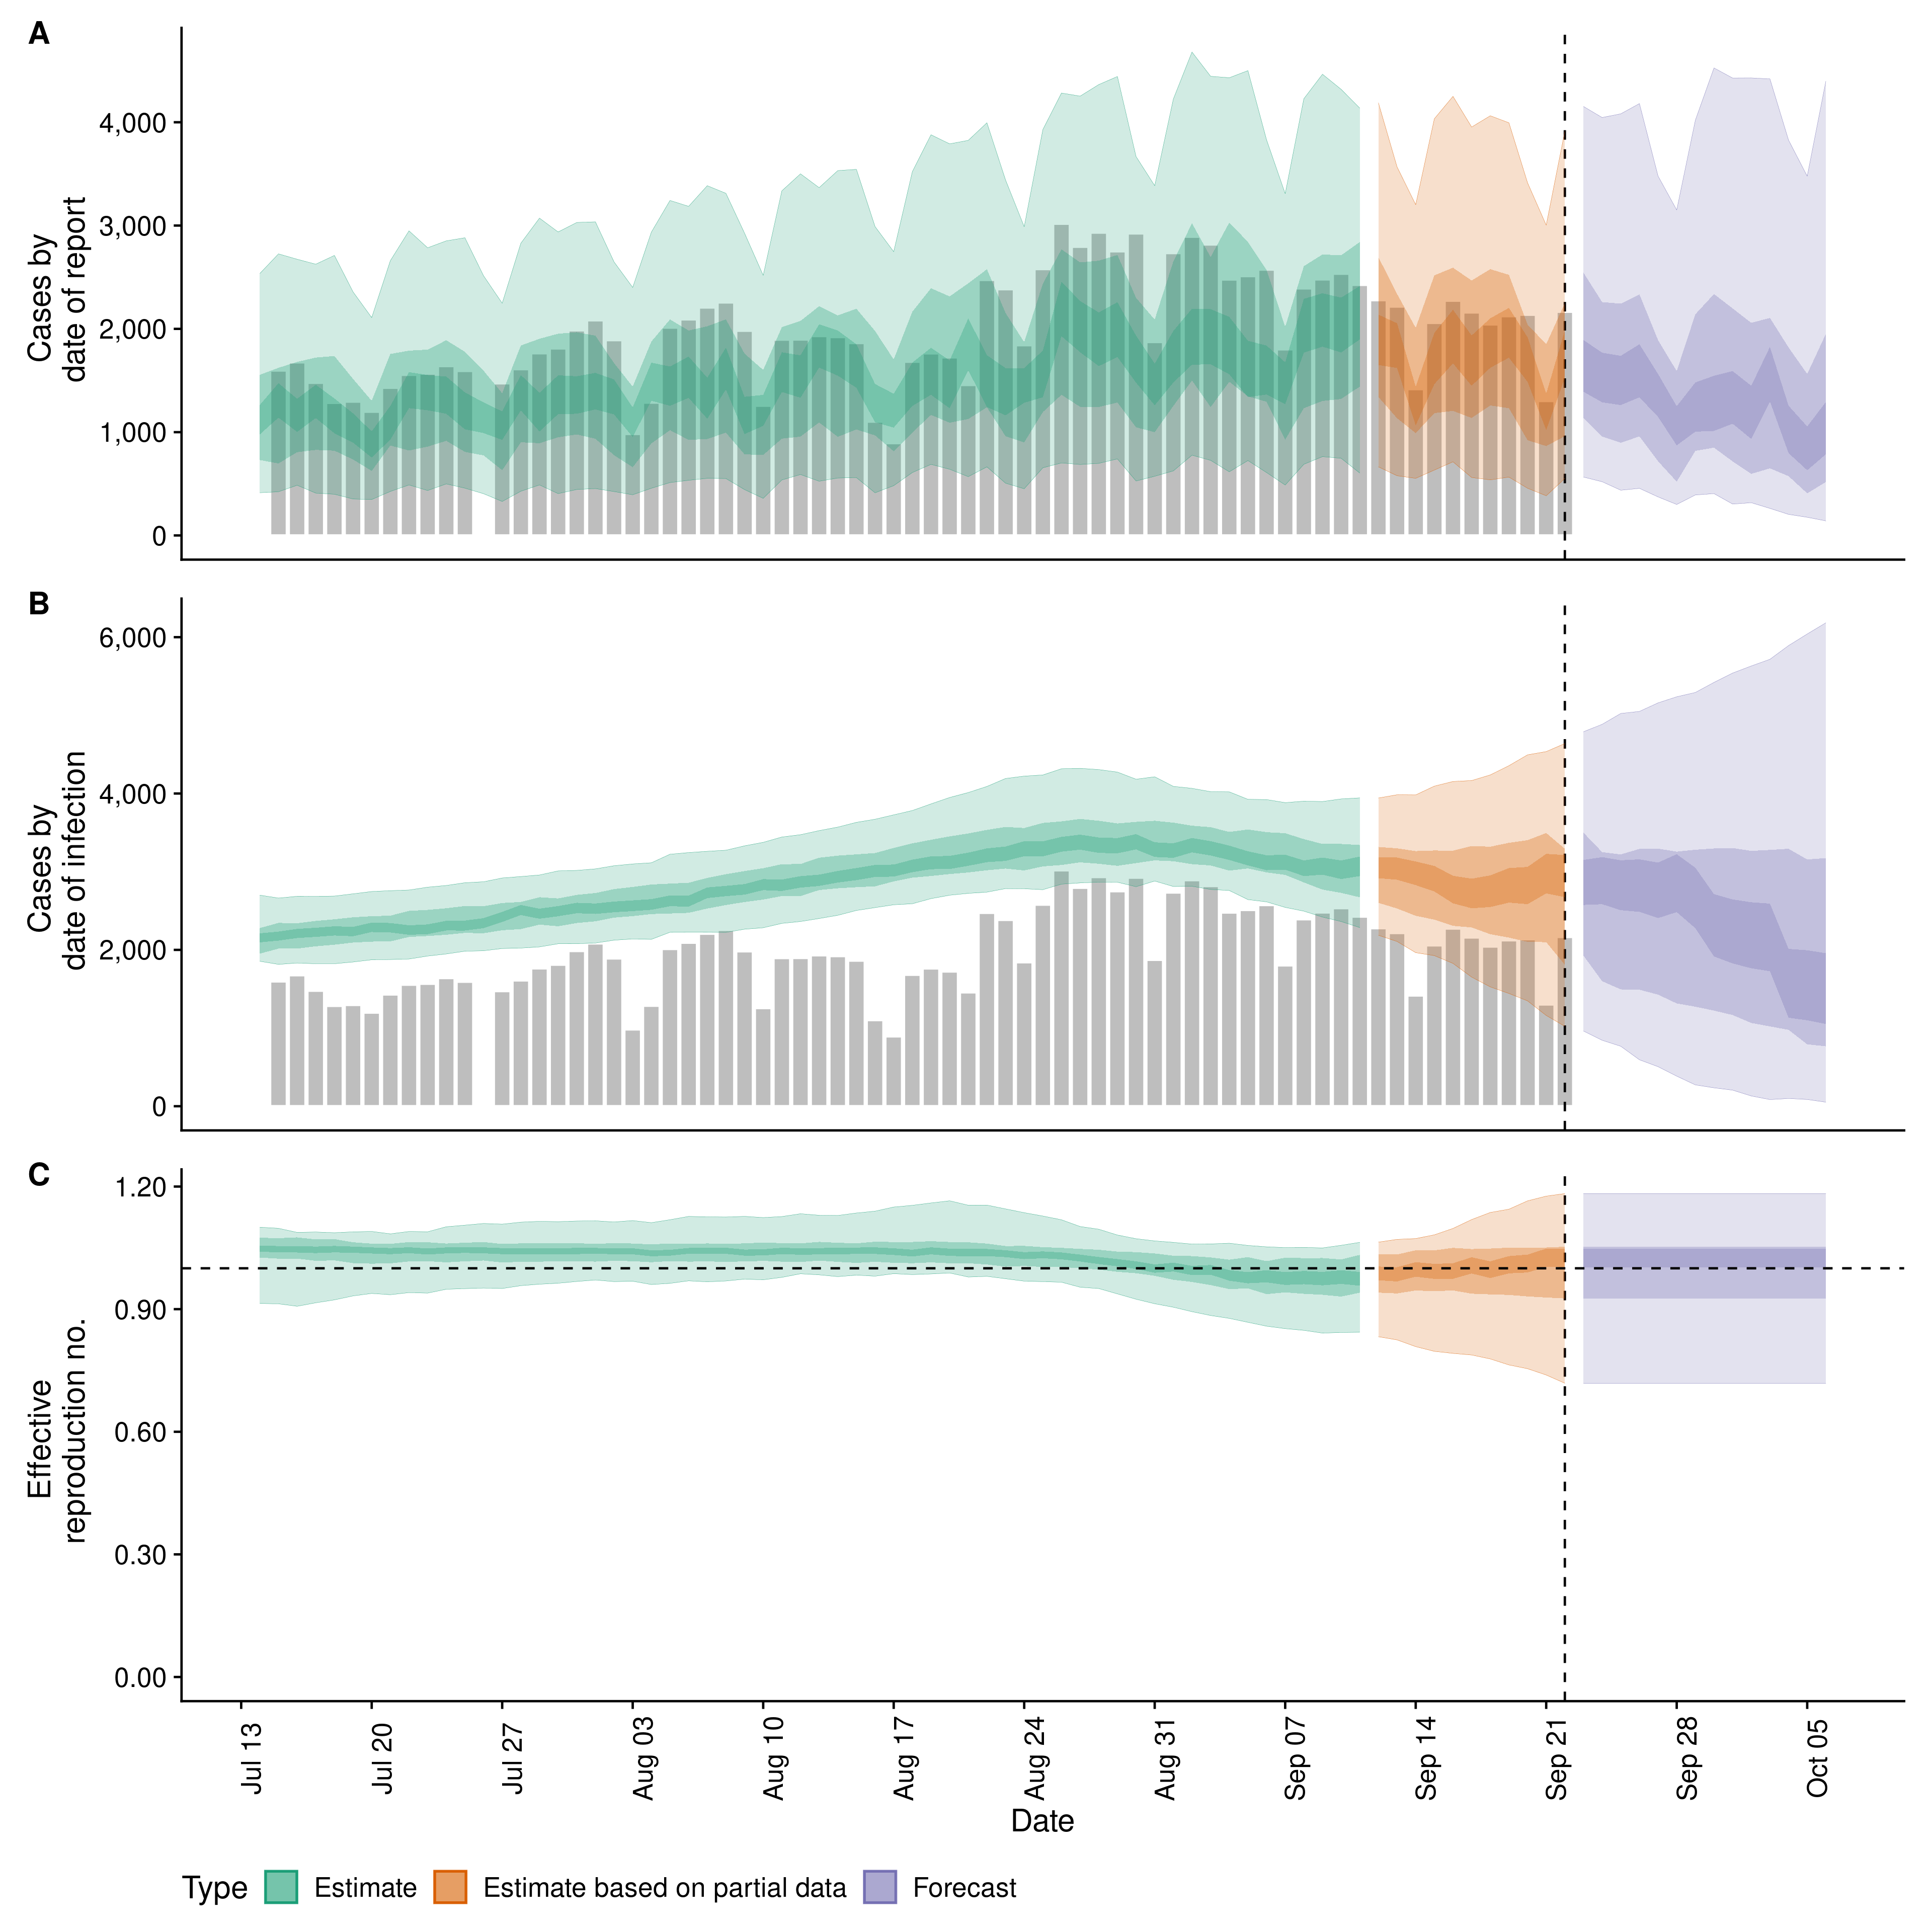 A
4,000
3,000
2,000
1,000
0
Cases by
date of report
B
6,000
4,000
2,000
0
Cases by
date of infection
C
1.20
0.90
0.60
0.30
0.00
Effective
reproduction no.
Jul 13
Jul 20
Jul 27
Aug 03
Aug 10
Aug 17
Aug 24
Aug 31
Sep 07
Sep 14
Sep 21
Sep 28
Oct 05
Date
Type Estimate Estimate based on partial data Forecast